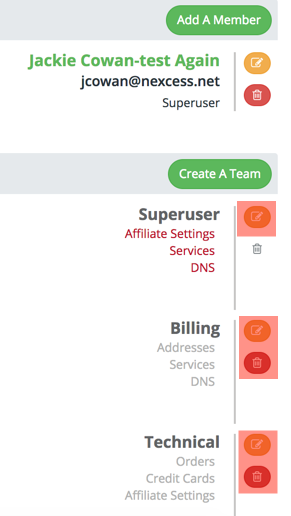 Add A Member
Jackie Cowan-test Again
jcowan@nexcess.net
Superuser
Create A Team
Superuser
Affiliate Settings
Services
DNS
Billing
Addresses
Services
DNS
Technical
Orders
Credit Cards
Affiliate Settings